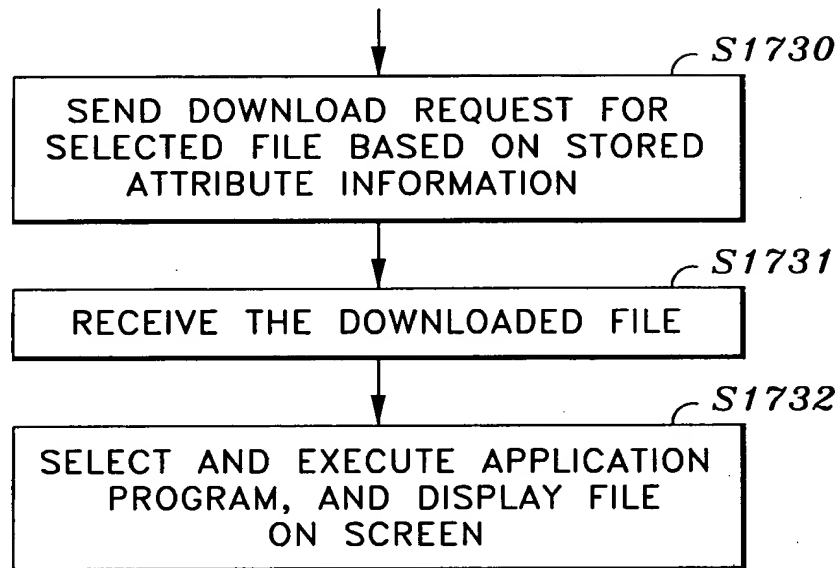 S1730
SEND DOWNLOAD REQUEST FOR
SELECTED FILE BASED ON STORED
ATTRIBUTE INFORMATION
S1731
RECEIVE THE DOWNLOADED FILE
S1732
SELECT AND EXECUTE APPLICATION
PROGRAM, AND DISPLAY FILE
ON SCREEN